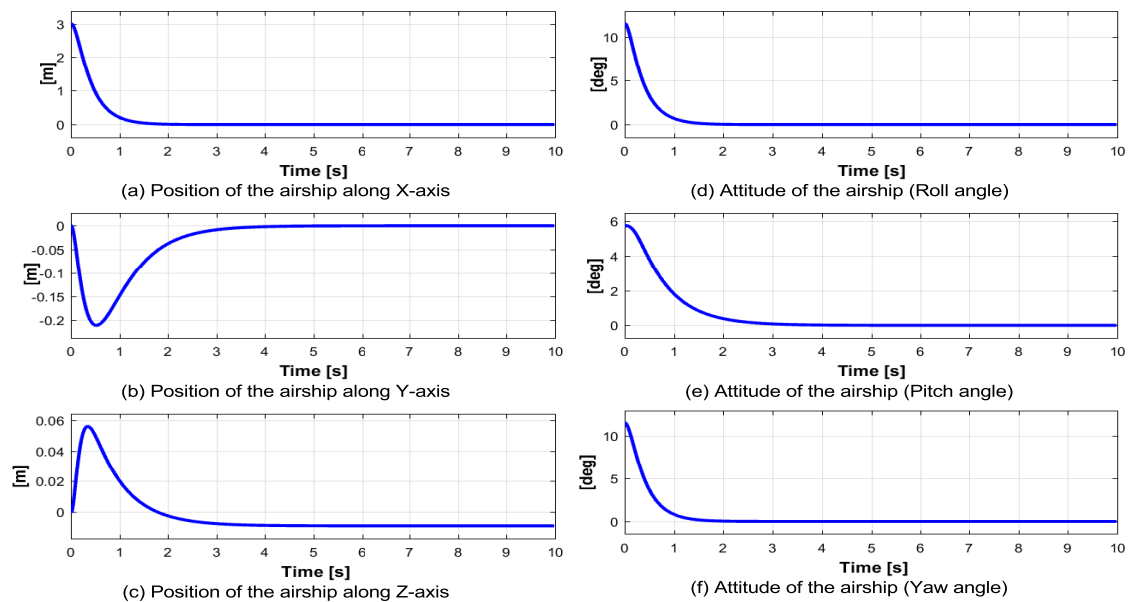 3
2
1
0
[m]
0 1 2 3 4 5 6 7 8 9 10
Time [s]
(a) Position of the airship along X-axis
10
5
0
[deg]
0 1 2 3 4 5 6 7 8 9 10
Time [s]
(d) Attitude of the airship (Roll angle)
0
-0.05
-0.1
-0.15
-0.2
[m]
0 1 2 3 4 5 6 7 8 9 10
Time [s]
(b) Position of the airship along Y-axis
6
4
2
0
[deg]
0 1 2 3 4 5 6 7 8 9 10
Time [s]
(e) Attitude of the airship (Pitch angle)
0.06
0.04
0.02
0
[m]
0 1 2 3 4 5 6 7 8 9 10
Time [s]
(c) Position of the airship along Z-axis
10
5
0
[deg]
0 1 2 3 4 5 6 7 8 9 10
Time [s]
(f) Attitude of the airship (Yaw angle)